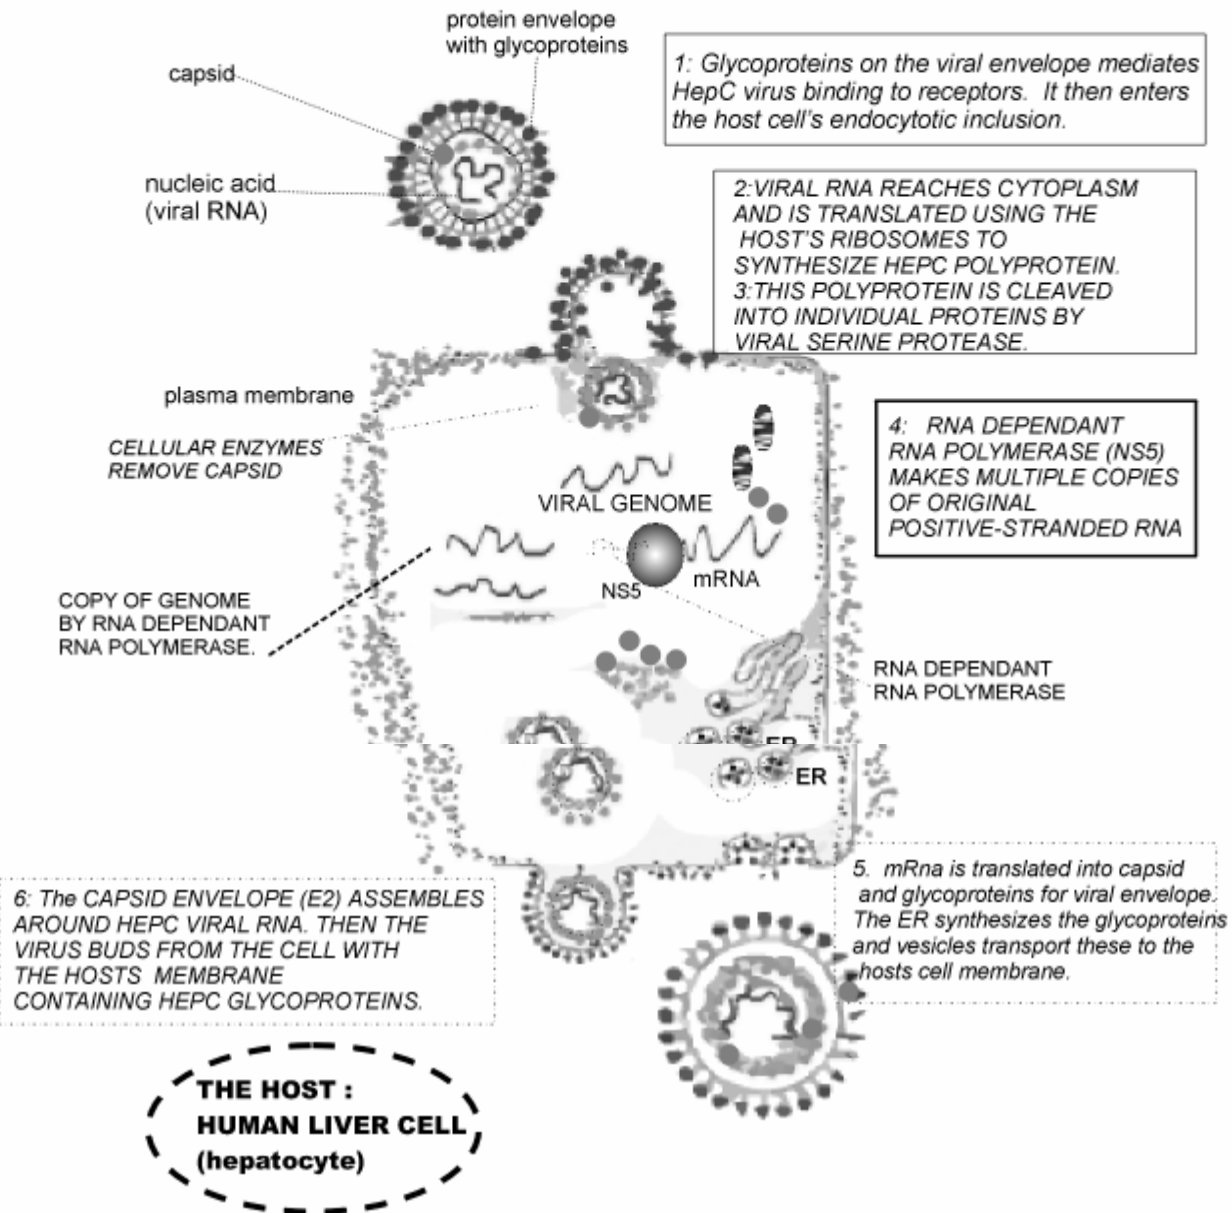 protein envelope
with glycoproteins
capsid
nucleic acid
(viral RNA)
1: Glycoproteins on the viral envelope mediates
HepC virus binding to receptors. It then enters
the host cell's endocytotic inclusion.
2:VIRAL RNA REACHES CYTOPLASM
AND IS TRANSLATED USING THE
HOST'S RIBOSOMES TO
SYNTHESIZE HEPC POLYPROTEIN.
3:THIS POLYPROTEIN IS CLEAVED
INTO INDIVIDUAL PROTEINS BY
VIRAL SERINE PROTEASE.
plasma membrane
CELLULAR ENZYMES
REMOVE CAPSID
4: RNA DEPENDANT
RNA POLYMERASE (NS5)
MAKES MULTIPLE COPIES
OF ORIGINAL
POSITIVE-STRANDED RNA
VIRAL GENOME
mRNA
NS5
COPY OF GENOME
BY RNA DEPENDANT
RNA POLYMERASE.
RNA DEPENDANT
RNA POLYMERASE
ER
ER
5. mRna is translated into capsid
and glycoproteins for viral envelope.
The ER synthesizes the glycoproteins
and vesicles transport these to the
hosts cell membrane.
6: The CAPSID ENVELOPE (E2) ASSEMBLES
AROUND HEPC VIRAL RNA. THEN THE
VIRUS BUDS FROM THE CELL WITH
THE HOSTS MEMBRANE
CONTAINING HEPC GLYCOPROTEINS.
THE HOST :
HUMAN LIVER CELL
(hepatocyte)